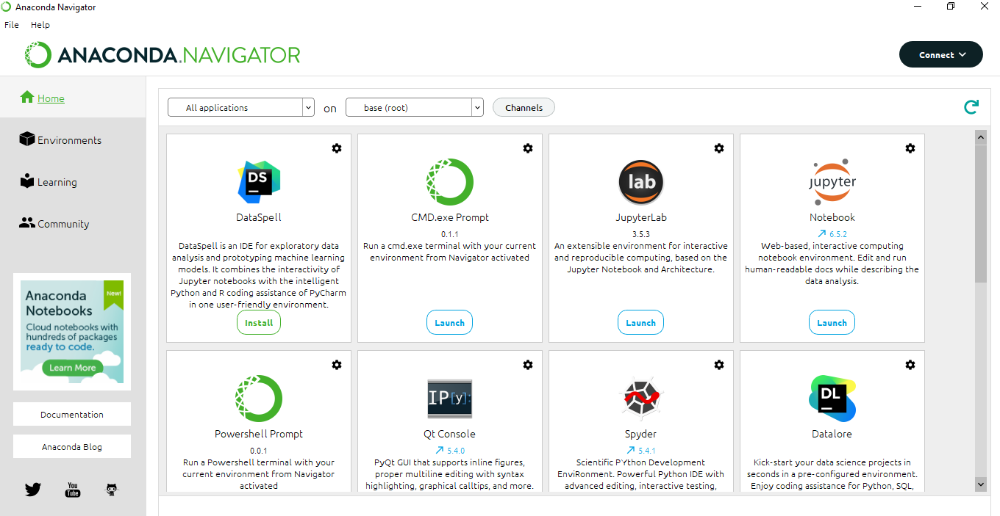 Anaconda Navigator
File Help
ANACONDA.NAVIGATOR
Connect
Home
Environments
Learning
Community
Anaconda
Notebooks
New!
Cloud notebooks with
hundreds of packages
ready to code.
Learn More
Documentation
Anaconda Blog
You
Tube
All applications on base (root) Channels
DS
DataSpell
DataSpell is an IDE for exploratory data
analysis and prototyping machine learning
models. It combines the interactivity of
Jupyter notebooks with the intelligent
Python and R coding assistance of PyCharm
in one user-friendly environment.
Install
CMD.exe Prompt
0.1.1
Run a cmd.exe terminal with your current
environment from Navigator activated
Launch
lab
JupyterLab
3.5.3
An extensible environment for interactive
and reproducible computing, based on the
Jupyter Notebook and Architecture.
Launch
jupyter
Notebook
6.5.2
Web-based, interactive computing
notebook environment. Edit and run
human-readable docs while describing the
data analysis.
Launch
Powershell Prompt
0.0.1
Run a Powershell terminal with your
current environment from Navigator
activated
IP[y]:
Qt Console
5.4.0
PyQt GUI that supports inline figures,
proper multiline editing with syntax
highlighting, graphical calltips, and more.
Spyder
5.4.1
Scientific PYthon Development
EnviRonment. Powerful Python IDE with
advanced editing, interactive testing,
DL
Datalore
Kick-start your data science projects in
seconds in a pre-configured environment.
Enjoy coding assistance for Python, SQL,